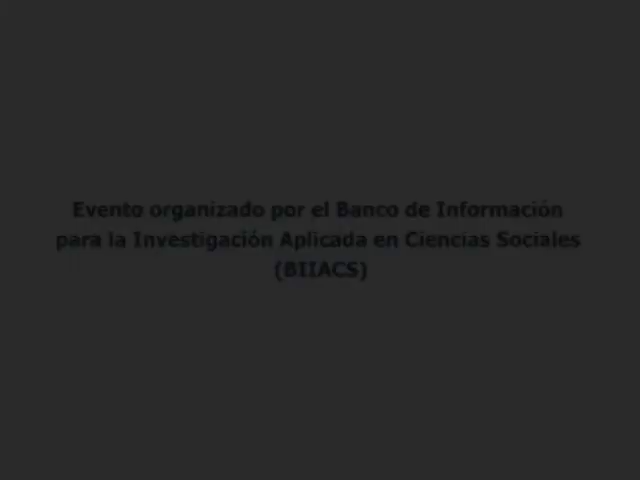 Evento organizado por el Banco de Información
para la Investigación Aplicada en Ciencias Sociales
(BIIACS)